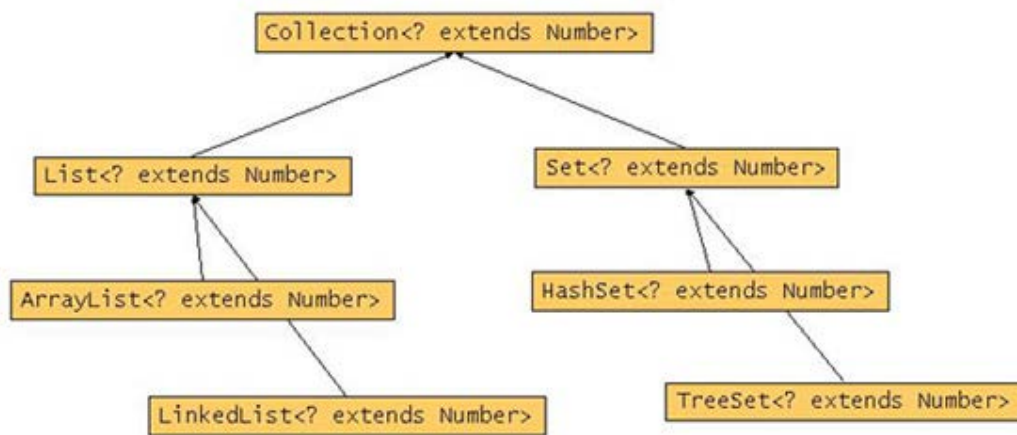 Collection<? extends Number>
List<? extends Number>
Set<? extends Number>
ArrayList<? extends Number>
HashSet<? extends Number>
LinkedList<? extends Number>
TreeSet<? extends Number>